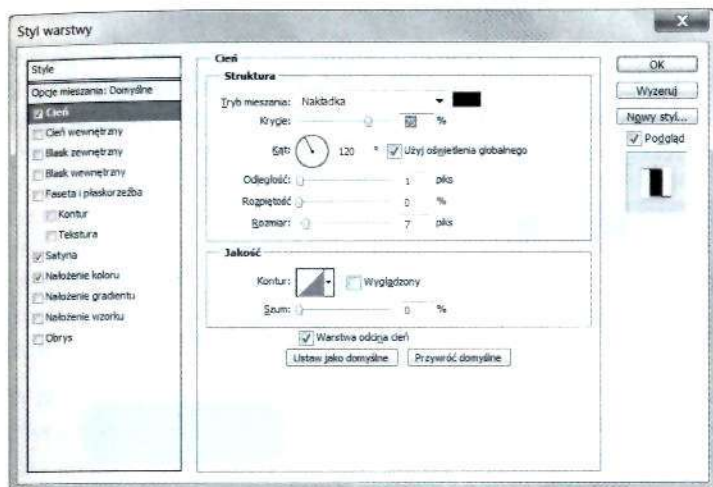 Styl warstwy
Style
Opcje mieszania: Domyślne
Cień
Cień wewnętrzny
Blask zewnętrzny
Blask wewnętrzny
Faseta i płaskorzeźba
Kontur
Tekstura
Satyna
Nałożenie koloru
Nałożenie gradientu
Nałożenie wzorku
Obrys
Cień
Struktura
Tryb mieszania: Nakładka
Krycie: %
Kąt: 120 ° Użyj oświetlenia globalnego
Odległość: 1 piks
Rozpiętość 0 %
Rozmiar: 7 piks
Jakość
Kontur: Wygładzony
Szum: 0 %
Warstwa odcina cień
Ustaw jako domyślne Przywróć domyślne
OK
Wyzeruj
Nowy styl...
Podgląd